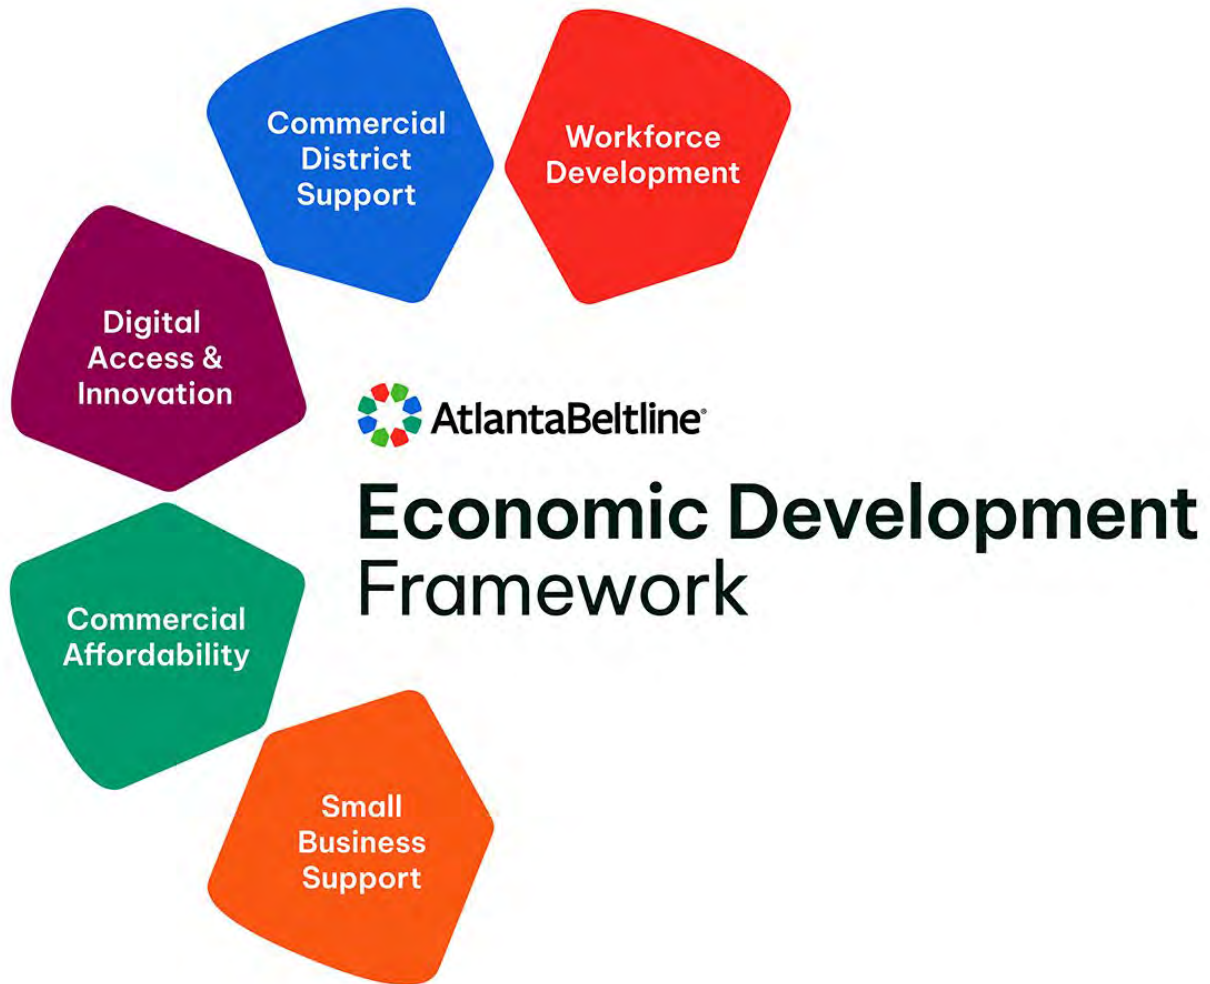 Commercial
District
Support
Workforce
Development
Digital
Access &
Innovation
AtlantaBeltline
Economic Development
Framework
Commercial
Affordability
Small
Business
Support